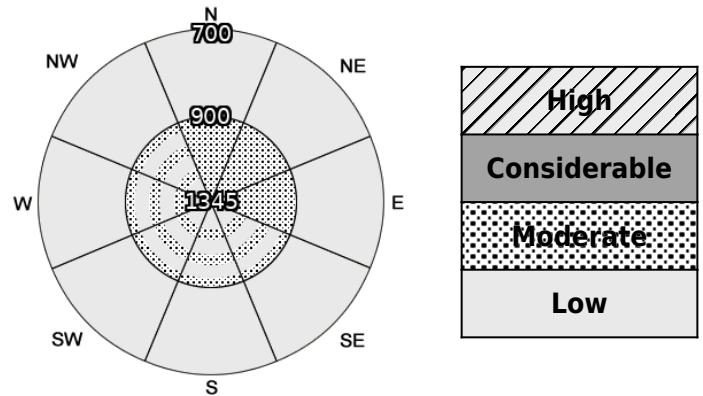 N
700
NW
NE
900
W
1345
E
SW
SE
S
High
Considerable
Moderate
Low